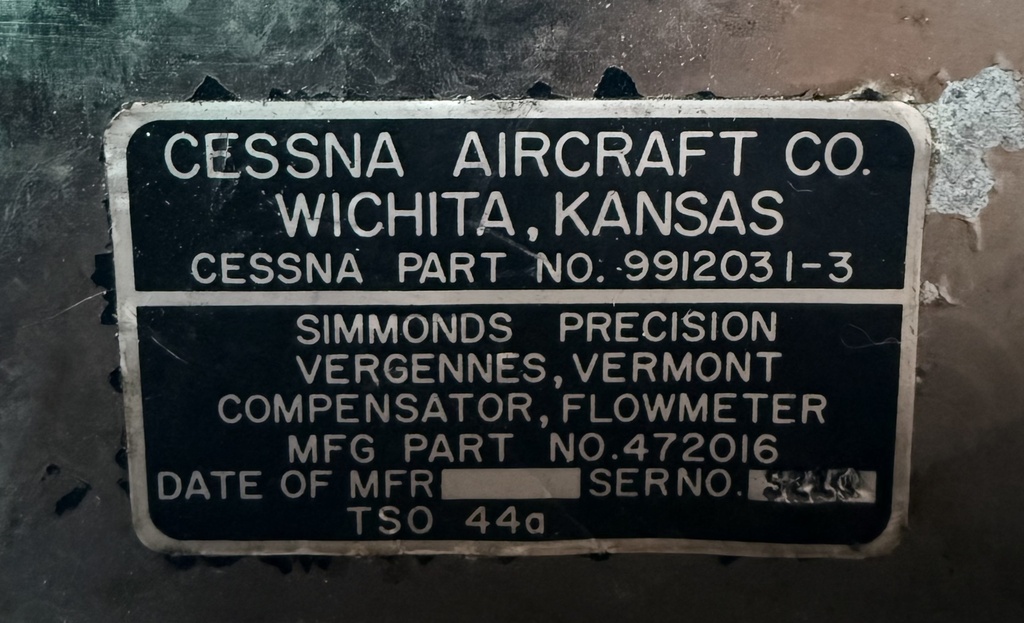 CESSNA AIRCRAFT CO.
WICHITA, KANSAS
CESSNA PART NO. 9912031-3
SIMMONDS PRECISION
VERGENNES, VERMONT
COMPENSATOR, FLOWMETER
MFG PART NO. 472016
DATE OF MFR SER NO.
TSO 44a